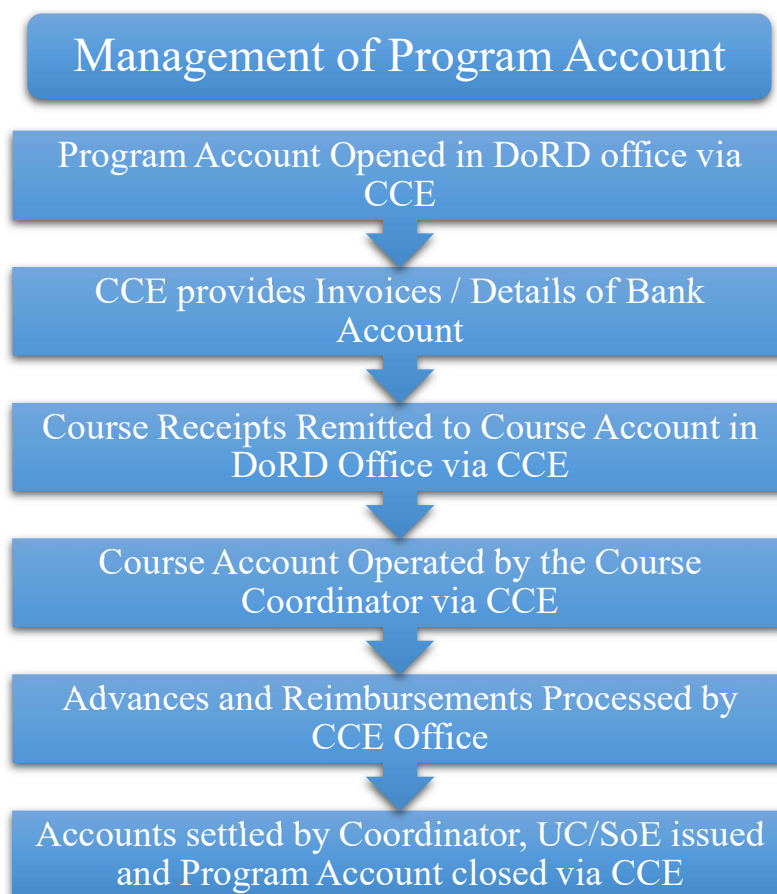 Management of Program Account
Program Account Opened in DoRD office via
CCE
CCE provides Invoices / Details of Bank
Account
Course Receipts Remitted to Course Account in
DoRD Office via CCE
Course Account Operated by the Course
Coordinator via CCE
Advances and Reimbursements Processed by
CCE Office
Accounts settled by Coordinator, UC/SoE issued
and Program Account closed via CCE